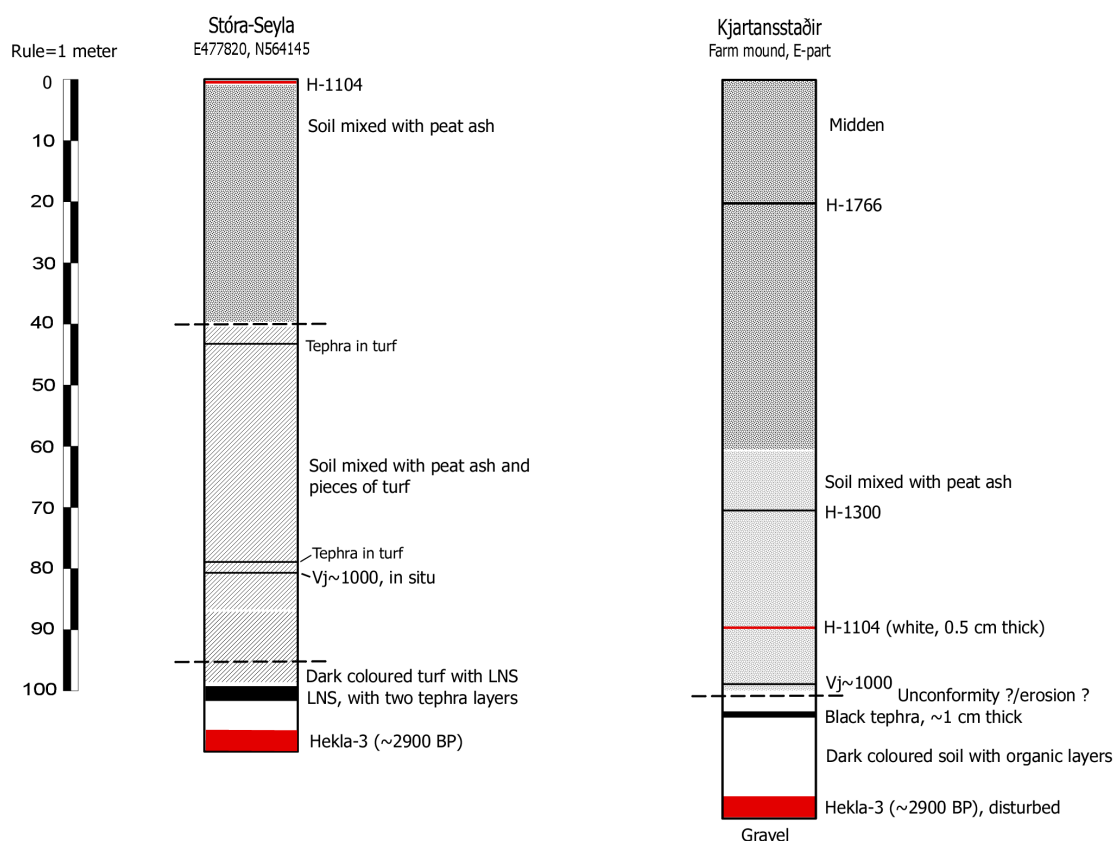 Stóra-Seyla
E477820, N564145
Rule=1 meter
0
10
20
30
40
50
60
70
80
90
100
H-1104
Soil mixed with peat ash
Tephra in turf
Soil mixed with peat ash and
pieces of turf
Tephra in turf
Vj~1000, in situ
Dark coloured turf with LNS
LNS, with two tephra layers
Hekla-3 (~2900 BP)
Kjartansstaðir
Farm mound, E-part
Midden
H-1766
Soil mixed with peat ash
H-1300
H-1104 (white, 0.5 cm thick)
Vj~1000
Unconformity ?/erosion ?
Black tephra, ~1 cm thick
Dark coloured soil with organic layers
Hekla-3 (~2900 BP), disturbed
Gravel